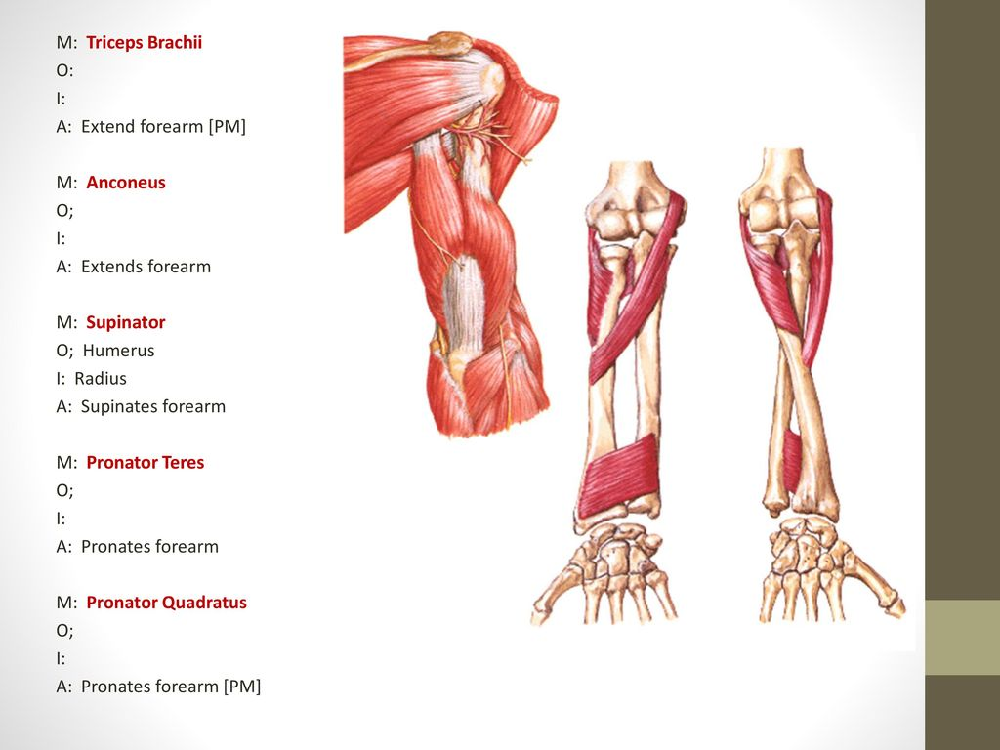 M: Triceps Brachii
O:
I:
A: Extend forearm [PM]
M: Anconeus
O;
I:
A: Extends forearm
M: Supinator
O; Humerus
I: Radius
A: Supinates forearm
M: Pronator Teres
O;
I:
A: Pronates forearm
M: Pronator Quadratus
O;
I:
A: Pronates forearm [PM]